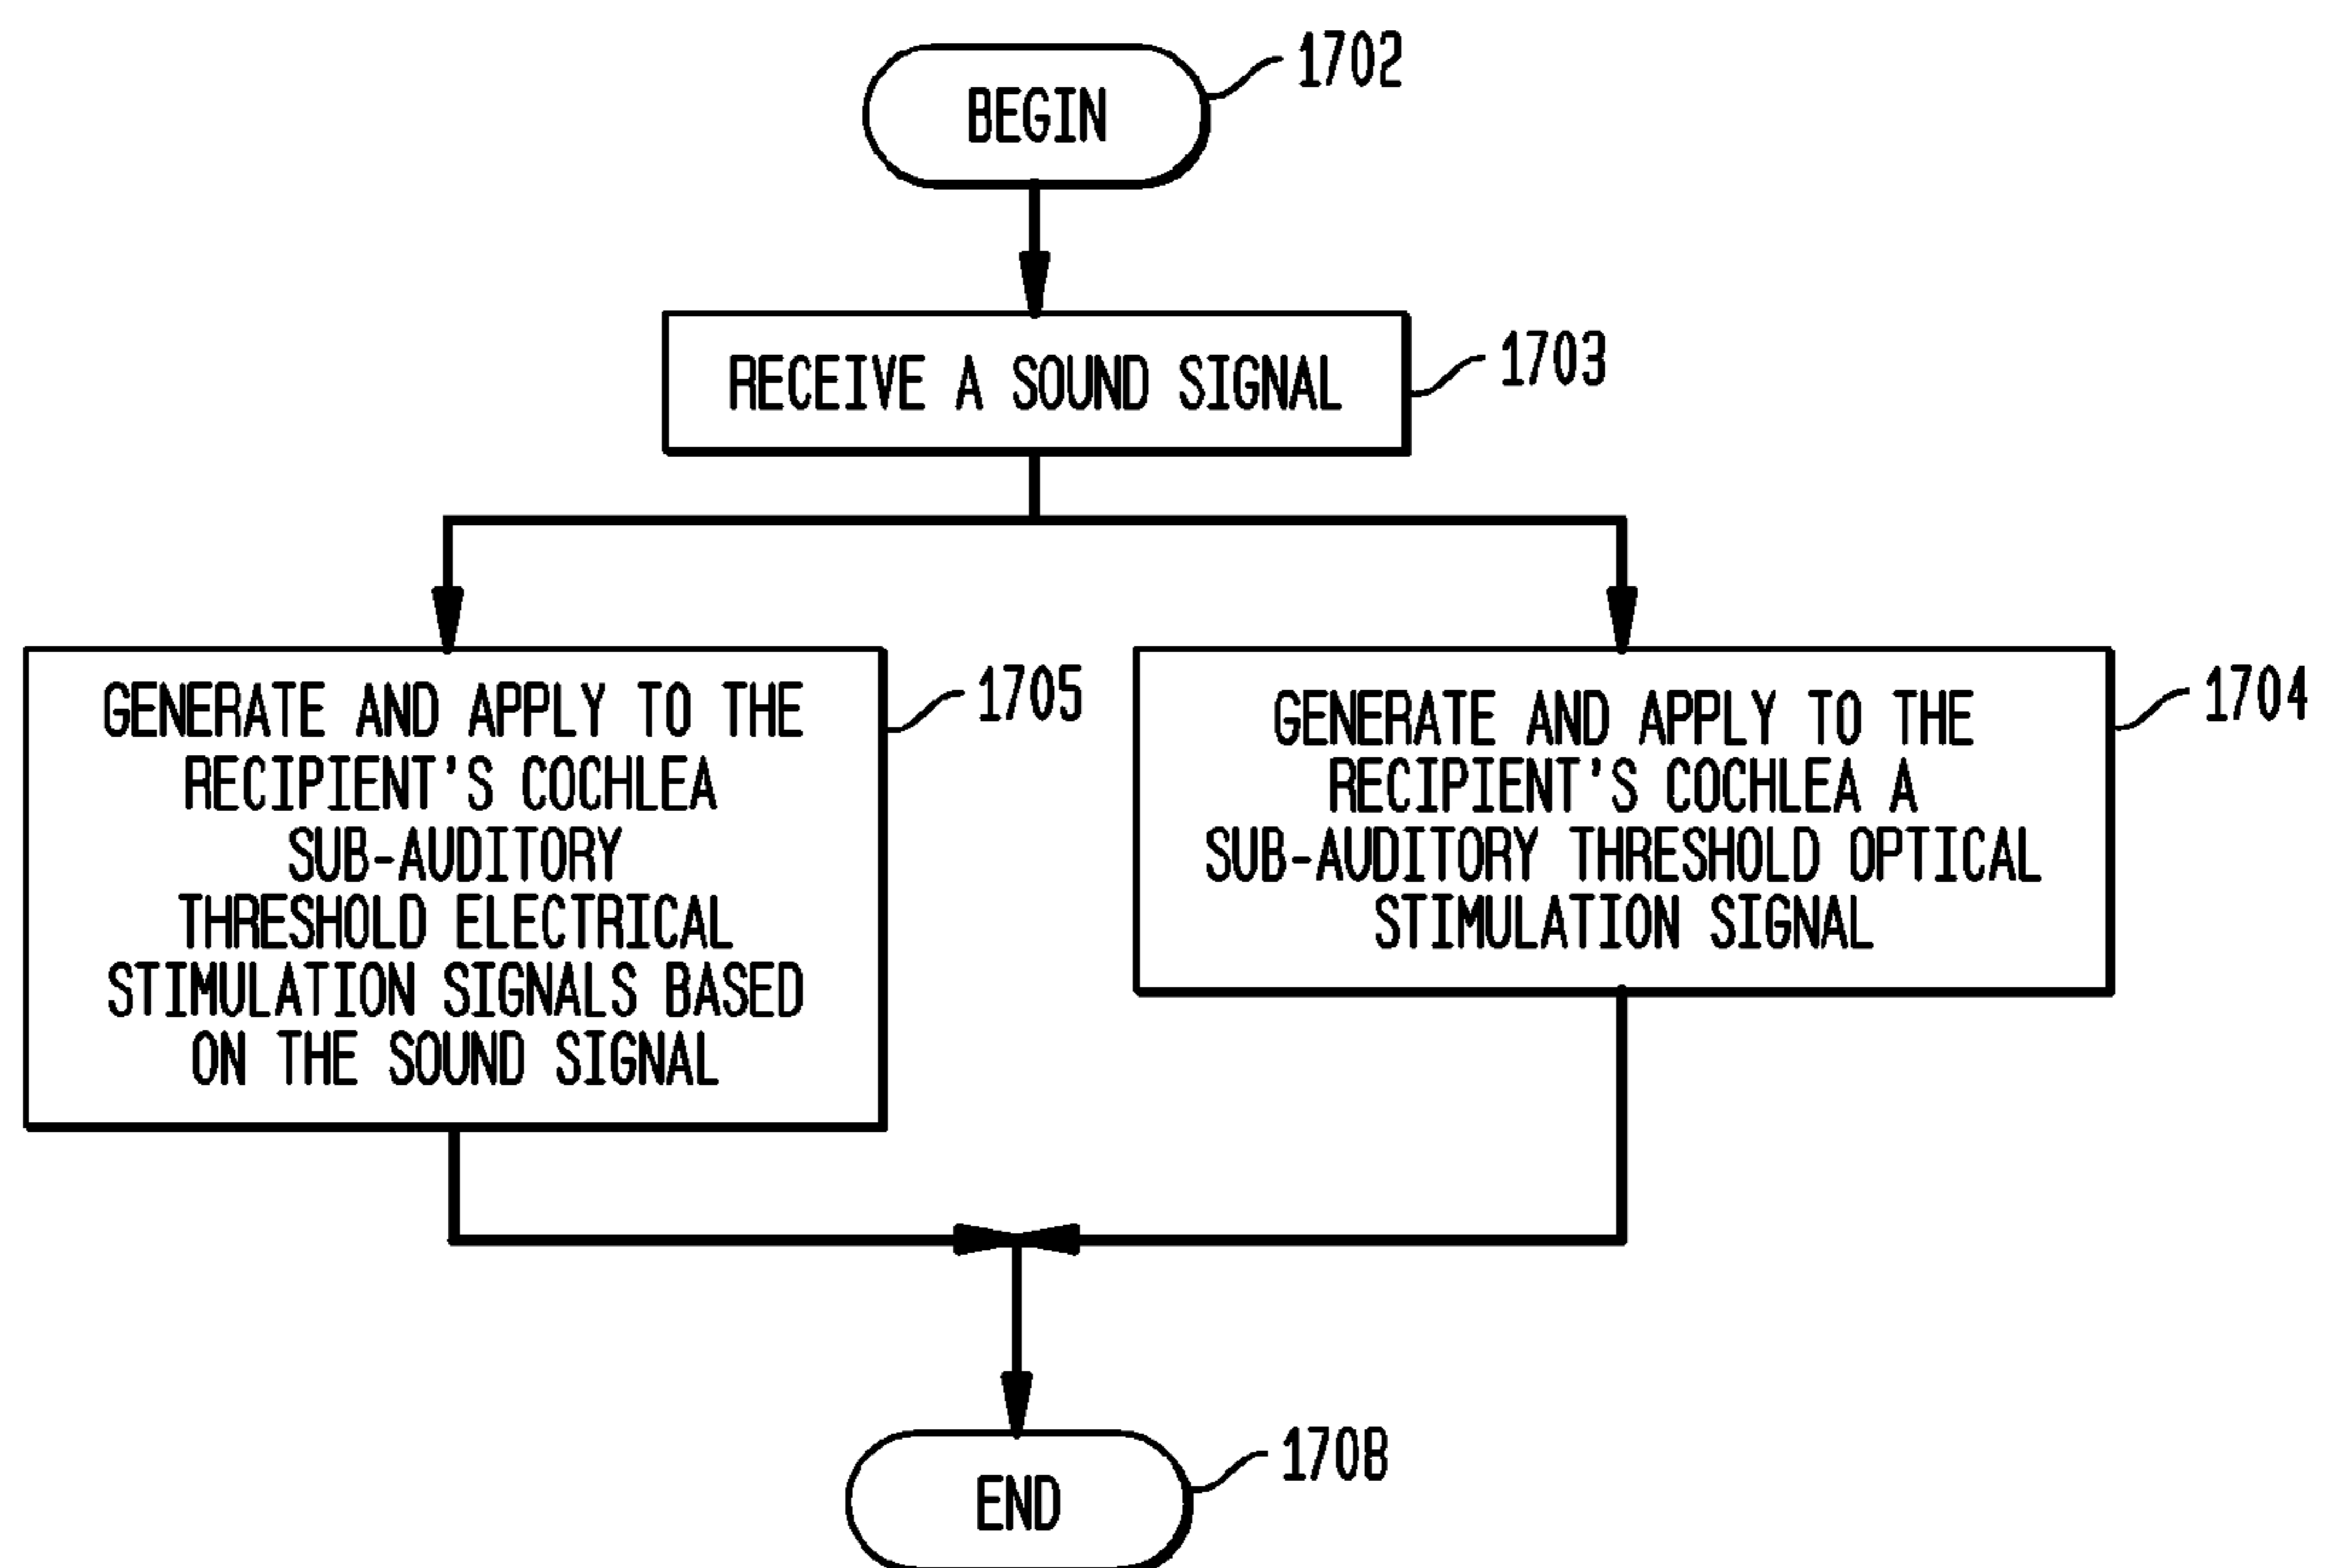 BEGIN
1702
RECEIVE A SOUND SIGNAL
1703
GENERATE AND APPLY TO THE
RECIPIENT'S COCHLEA
SUB-AUDITORY
THRESHOLD ELECTRICAL
STIMULATION SIGNALS BASED
ON THE SOUND SIGNAL
1705
GENERATE AND APPLY TO THE
RECIPIENT'S COCHLEA A
SUB-AUDITORY THRESHOLD OPTICAL
STIMULATION SIGNAL
1704
END
1708